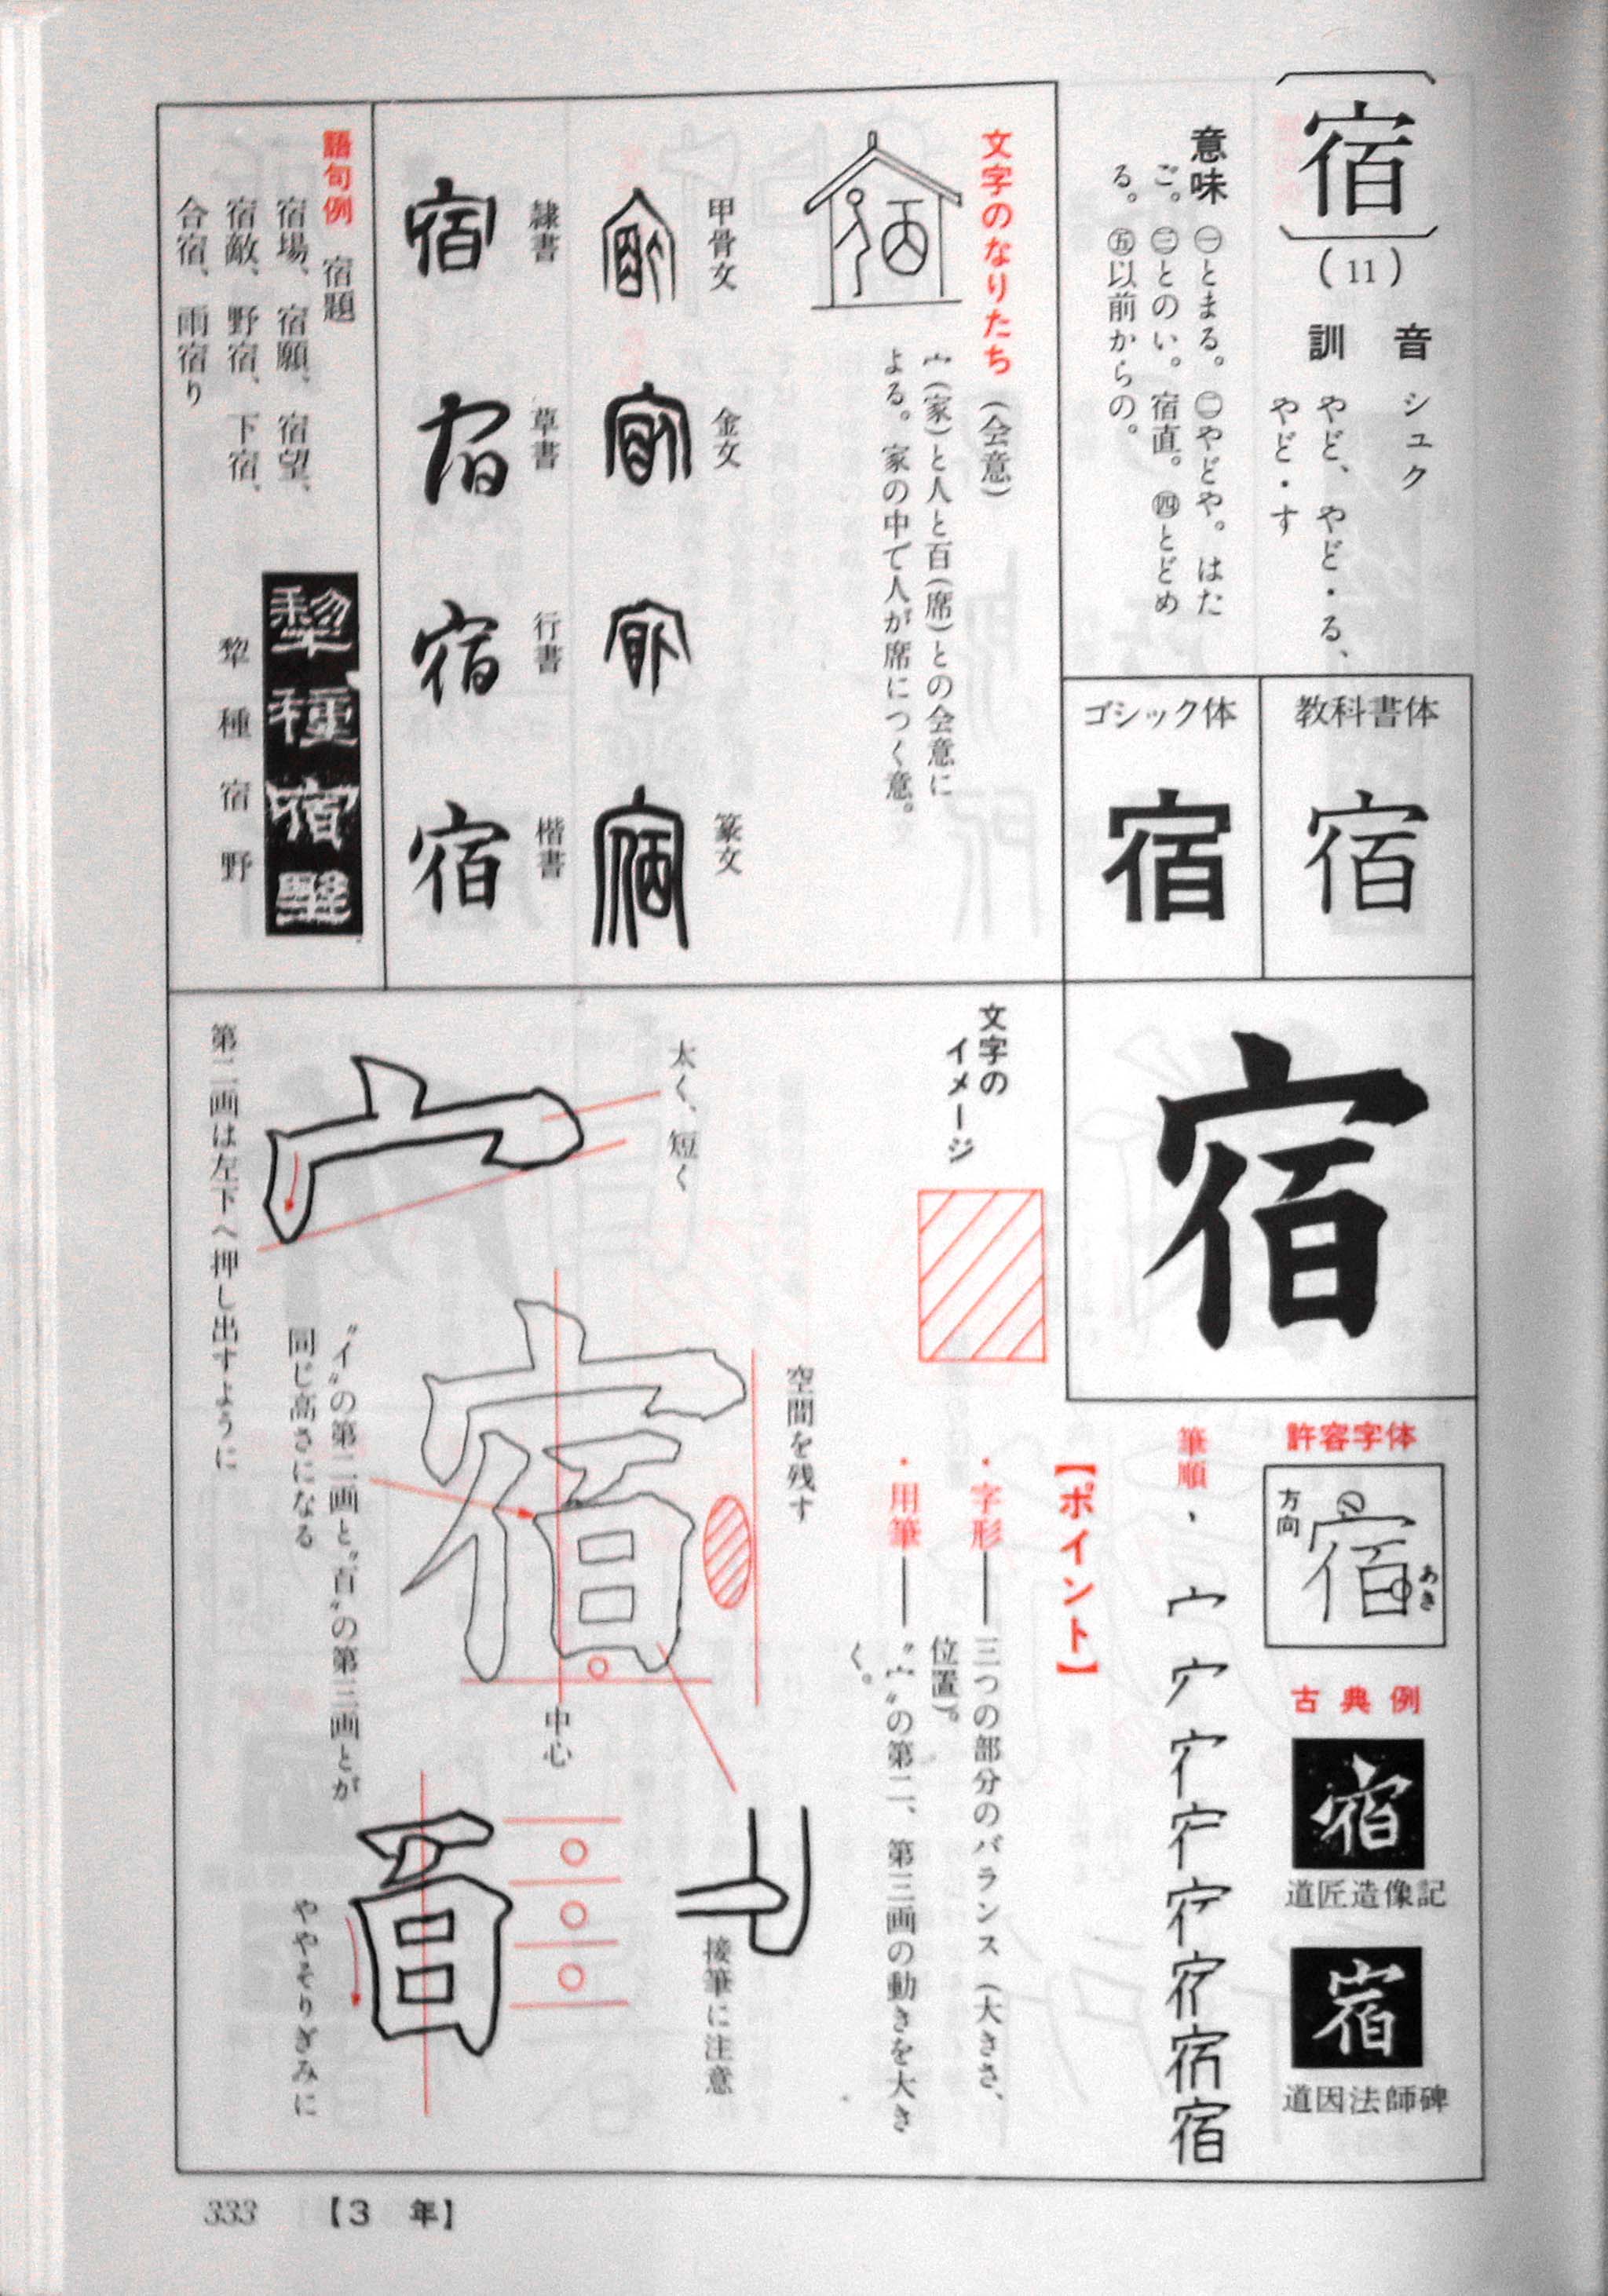 宿
(11)
音 シュク
訓 やど、やど・る、
やど・す
意味 ㊀とまる。㊁やどや。はた
ご。㊂とのい。宿直。㊃とどめ
る。㊄以前からの。
教科書体
宿
ゴシック体
宿
宿
許容字体
宿
方向
あき
古典例
宿
道匠造像記
宿
道因法師碑
筆順
宿
【ポイント】
・字形――三つの部分のバランス(大きさ、
位置)。
・用筆――〝宀〟の第二、第三画の動きを大き
く。
文字の
イメージ
文字のなりたち (会意)
宀(家)と人と百(席)との会意に
よる。家の中で人が席につく意。
甲骨文
金文
篆文
隷書
草書
行書
楷書
宿
宿
宿
宿
語句例 宿題
宿場、宿願、宿望、
宿敵、野宿、下宿、
合宿、雨宿り
犂種宿野
犂種宿野
空間を残す
太く、短く
第二画は左下へ押し出すように
宿
〝イ〟の第二画と〝百〟の第三画とが
同じ高さになる
中心
接筆に注意
百
ややそりぎみに
333 【3 年】